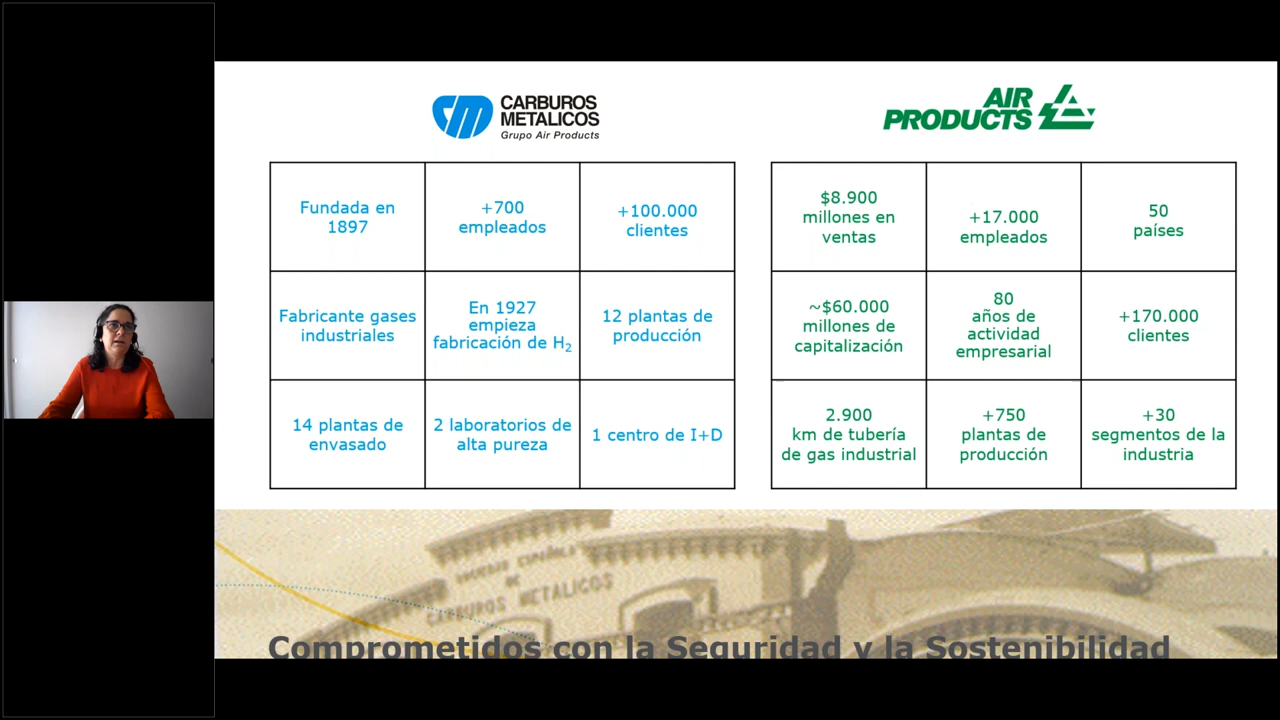 CARBUROS
METALICOS
Grupo Air Products
AIR
PRODUCTS
Fundada en
1897
+700
empleados
+100.000
clientes
Fabricante gases
industriales
En 1927
empieza
fabricación de H₂
12 plantas de
producción
14 plantas de
envasado
2 laboratorios de
alta pureza
1 centro de I+D
$8.900
millones en
ventas
+17.000
empleados
50
países
~$60.000
millones de
capitalización
80
años de
actividad
empresarial
+170.000
clientes
2.900
km de tubería
de gas industrial
+750
plantas de
producción
+30
segmentos de la
industria
SOCIEDAD ESPAÑOLA
DE
CARBUROS METALICOS
Comprometidos con la Seguridad y la Sostenibilidad